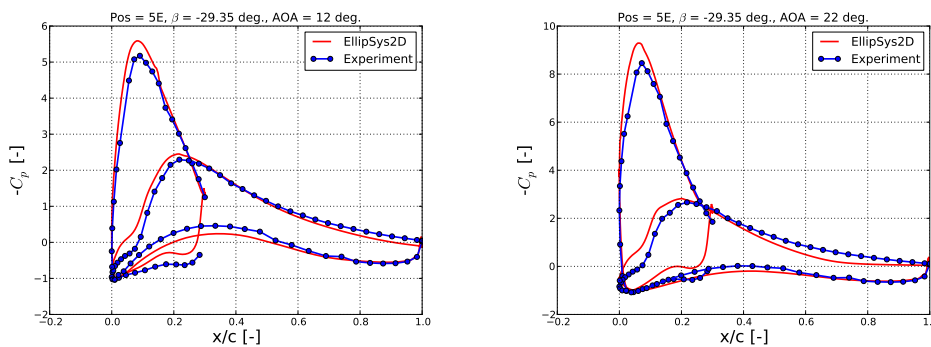 Pos = 5E, β = -29.35 deg., AOA = 12 deg.
6
5
4
3
2
1
0
−1
−2
-Cp [-]
EllipSys2D
Experiment
−0.2 0.0 0.2 0.4 0.6 0.8 1.0
x/c [-]
Pos = 5E, β = -29.35 deg., AOA = 22 deg.
10
8
6
4
2
0
−2
-Cp [-]
EllipSys2D
Experiment
−0.2 0.0 0.2 0.4 0.6 0.8 1.
x/c [-]